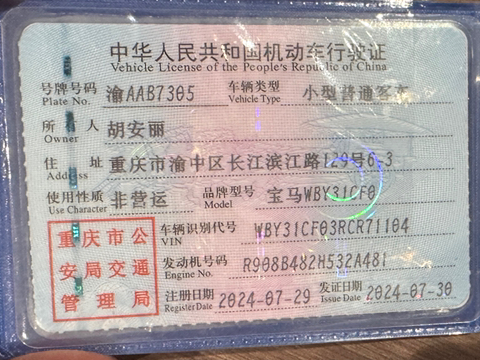 中华人民共和国机动车行驶证
Vehicle License of the People's Republic of China
号牌号码 渝AAB7305 车辆类型 小型普通客车
Plate No. Vehicle Type
所有人 胡安丽
Owner
住址 重庆市渝中区长江滨江路129号6-3
Address
使用性质 非营运 品牌型号 宝马WBY31CF0
Use Character Model
重庆市公安局交通管理局
车辆识别代号 WBY31CF03RCR71104
VIN
发动机号码 R908B482H532A481
Engine No.
注册日期 2024-07-29 发证日期 2024-07-30
Register Date Issue Date